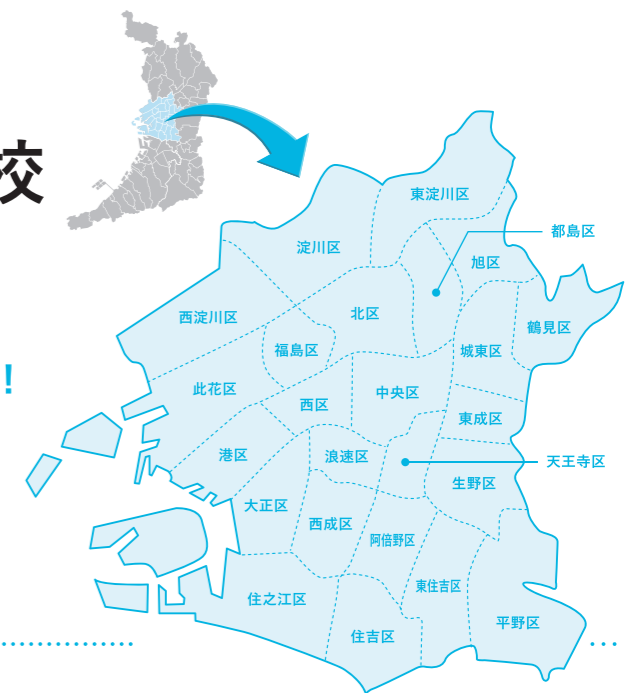 校
!
東淀川区
都島区
淀川区
旭区
西淀川区
北区
鶴見区
福島区
城東区
此花区
西区
中央区
東成区
港区
浪速区
天王寺区
生野区
大正区
西成区
阿倍野区
東住吉区
住之江区
平野区
住吉区